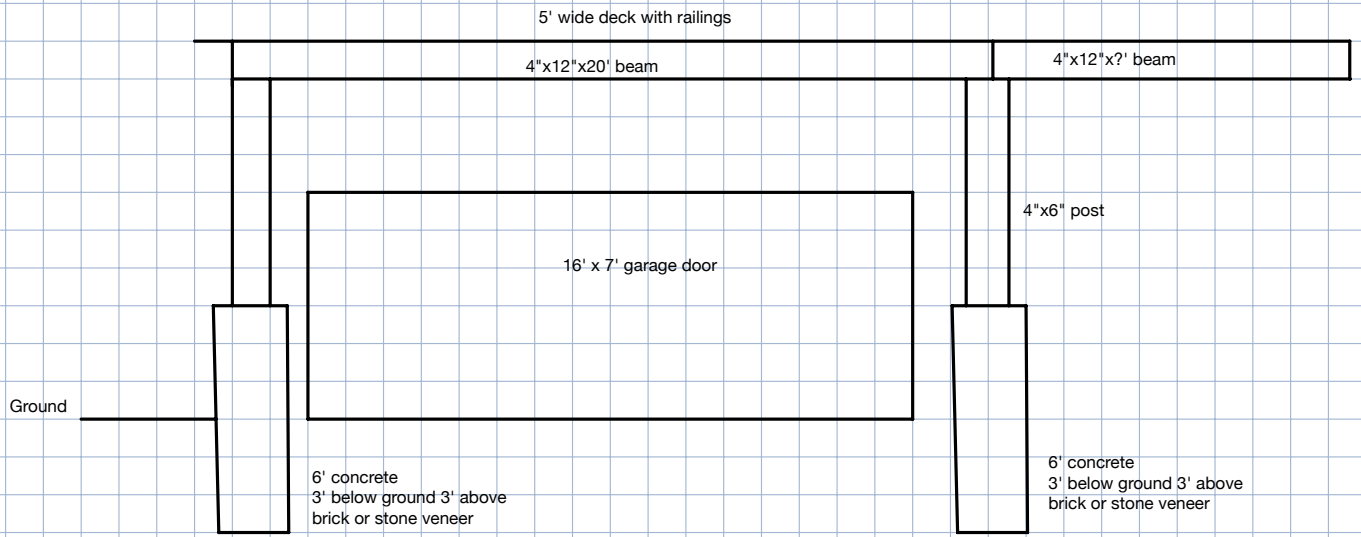 5' wide deck with railings
4"x12"x20' beam
4"x12"x?' beam
4"x6" post
16' x 7' garage door
Ground
6' concrete
3' below ground 3' above
brick or stone veneer
6' concrete
3' below ground 3' above
brick or stone veneer